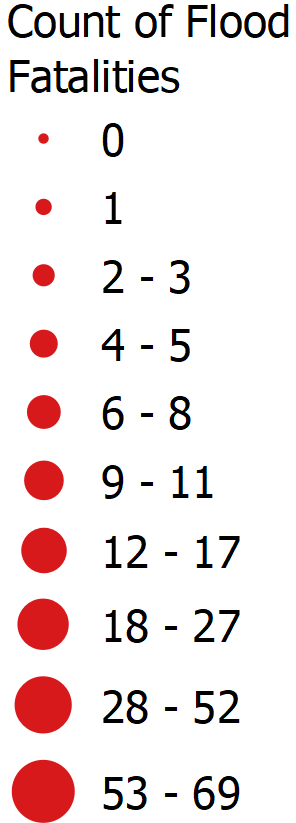 Count of Flood
Fatalities
0
1
2 - 3
4 - 5
6 - 8
9 - 11
12 - 17
18 - 27
28 - 52
53 - 69